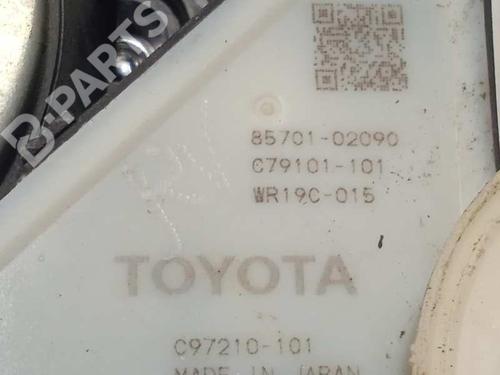 B-PARTS
85701-02090
C79101-101
WR19C-015
TOYOTA
C97210-101
MADE IN JAPAN